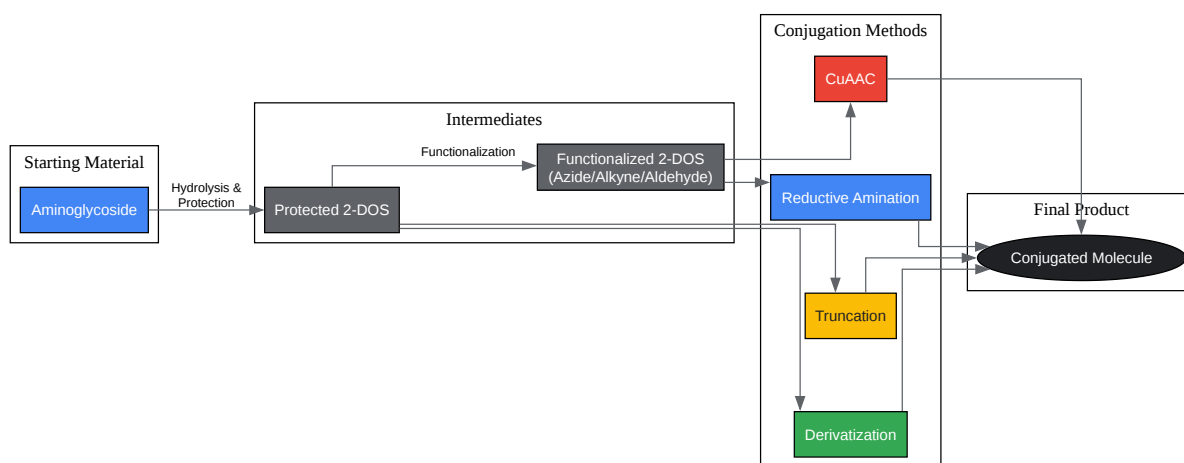 Starting Material
Aminoglycoside
Hydrolysis &
Protection
Intermediates
Protected 2-DOS
Functionalization
Functionalized 2-DOS
(Azide/Alkyne/Aldehyde)
Conjugation Methods
CuAAC
Reductive Amination
Truncation
Derivatization
Final Product
Conjugated Molecule